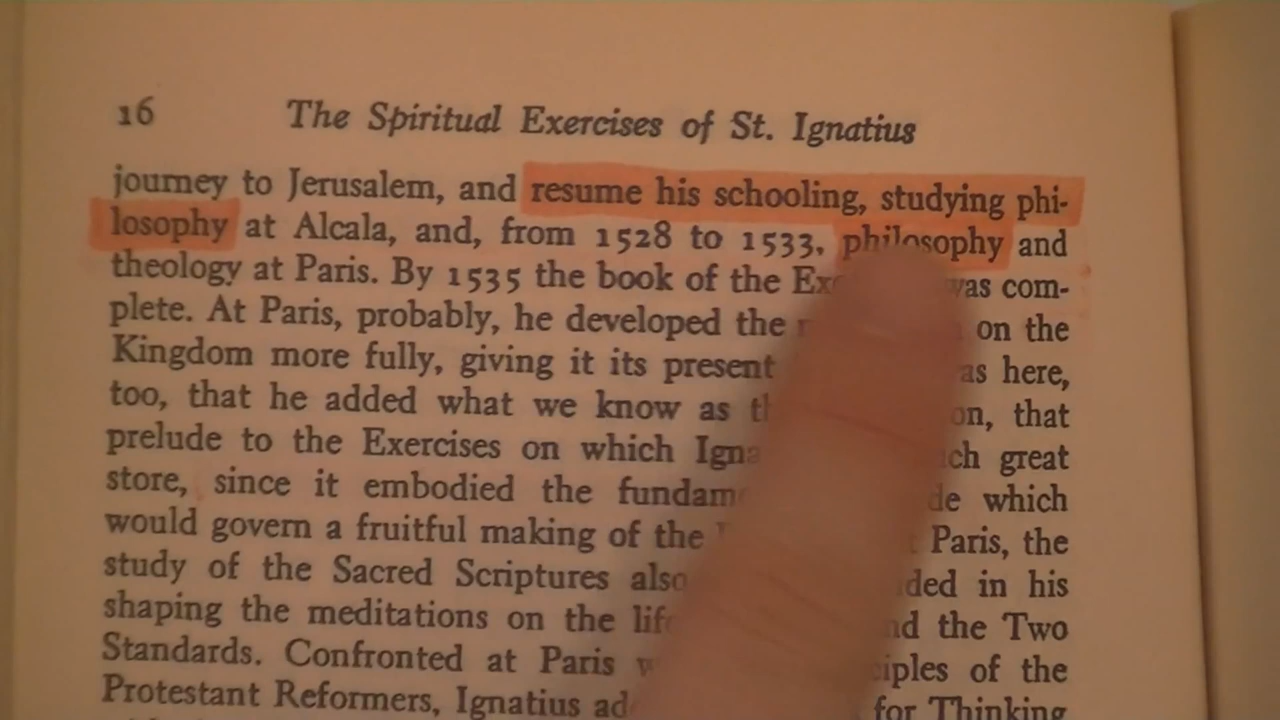 16 The Spiritual Exercises of St. Ignatius
journey to Jerusalem, and resume his schooling, studying phi-
losophy at Alcala, and, from 1528 to 1533, philosophy and
theology at Paris. By 1535 the book of the was com-
plete. At Paris, probably, he developed the on the
Kingdom more fully, giving it its present here,
too, that he added what we know as that
prelude to the Exercises on which great
store, since it embodied the which
would govern a fruitful making of the Paris, the
study of the Sacred Scriptures also in his
shaping the meditations on the the Two
Standards. Confronted at Paris of the
Protestant Reformers, Ignatius for Thinking